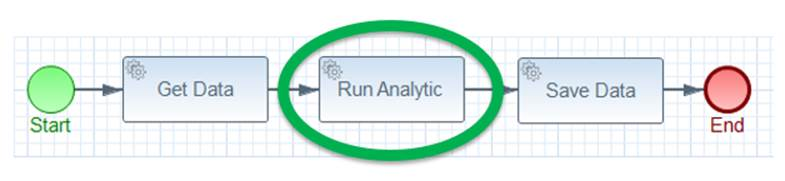 Get Data
Run Analytic
Save Data
Start
End